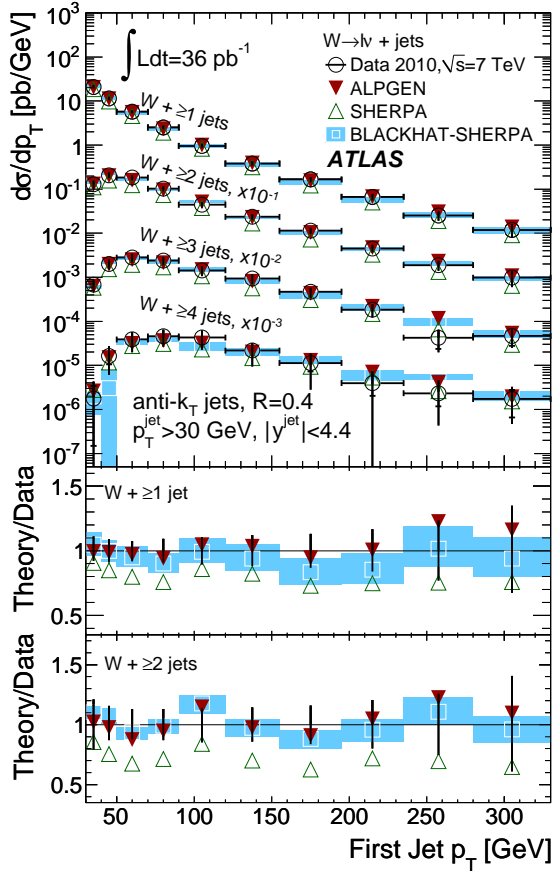 dσ/dp_T [pb/GeV]
10³
10²
10
1
10⁻¹
10⁻²
10⁻³
10⁻⁴
10⁻⁵
10⁻⁶
10⁻⁷
∫ Ldt=36 pb⁻¹
W→lν + jets
Data 2010,√s=7 TeV
ALPGEN
SHERPA
BLACKHAT-SHERPA
ATLAS
W + ≥1 jets
W + ≥2 jets, x10⁻¹
W + ≥3 jets, x10⁻²
W + ≥4 jets, x10⁻³
anti-k_T jets, R=0.4
p_T^jet>30 GeV, |y^jet|<4.4
Theory/Data
1.5
1
0.5
W + ≥1 jet
Theory/Data
1.5
1
0.5
W + ≥2 jets
50 100 150 200 250 300
First Jet p_T [GeV]